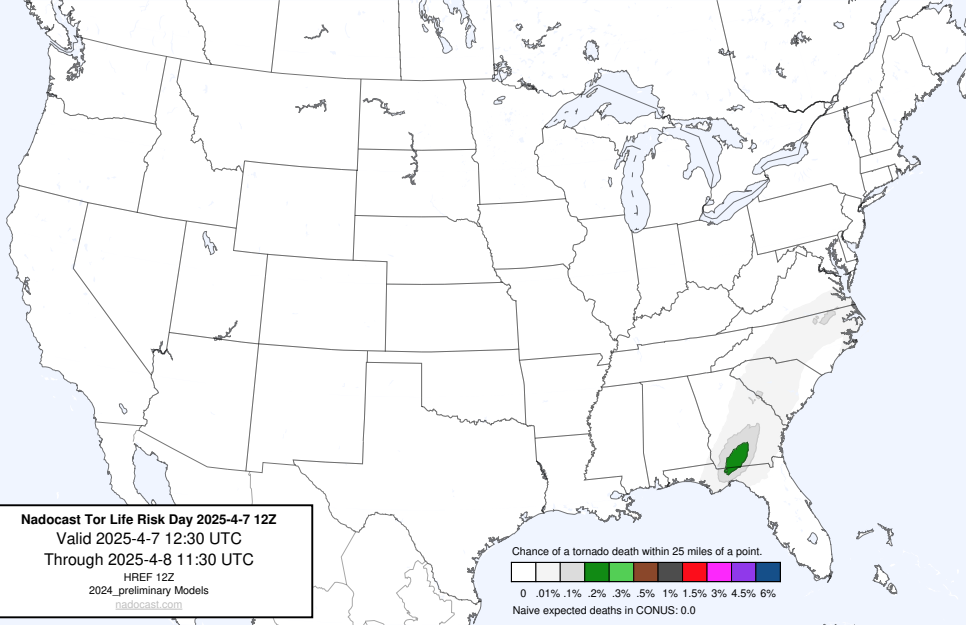 Nadocast Tor Life Risk Day 2025-4-7 12Z
Valid 2025-4-7 12:30 UTC
Through 2025-4-8 11:30 UTC
HREF 12Z
2024_preliminary Models
nadocast.com
Chance of a tornado death within 25 miles of a point.
0 .01% .1% .2% .3% .5% 1% 1.5% 3% 4.5% 6%
Naive expected deaths in CONUS: 0.0